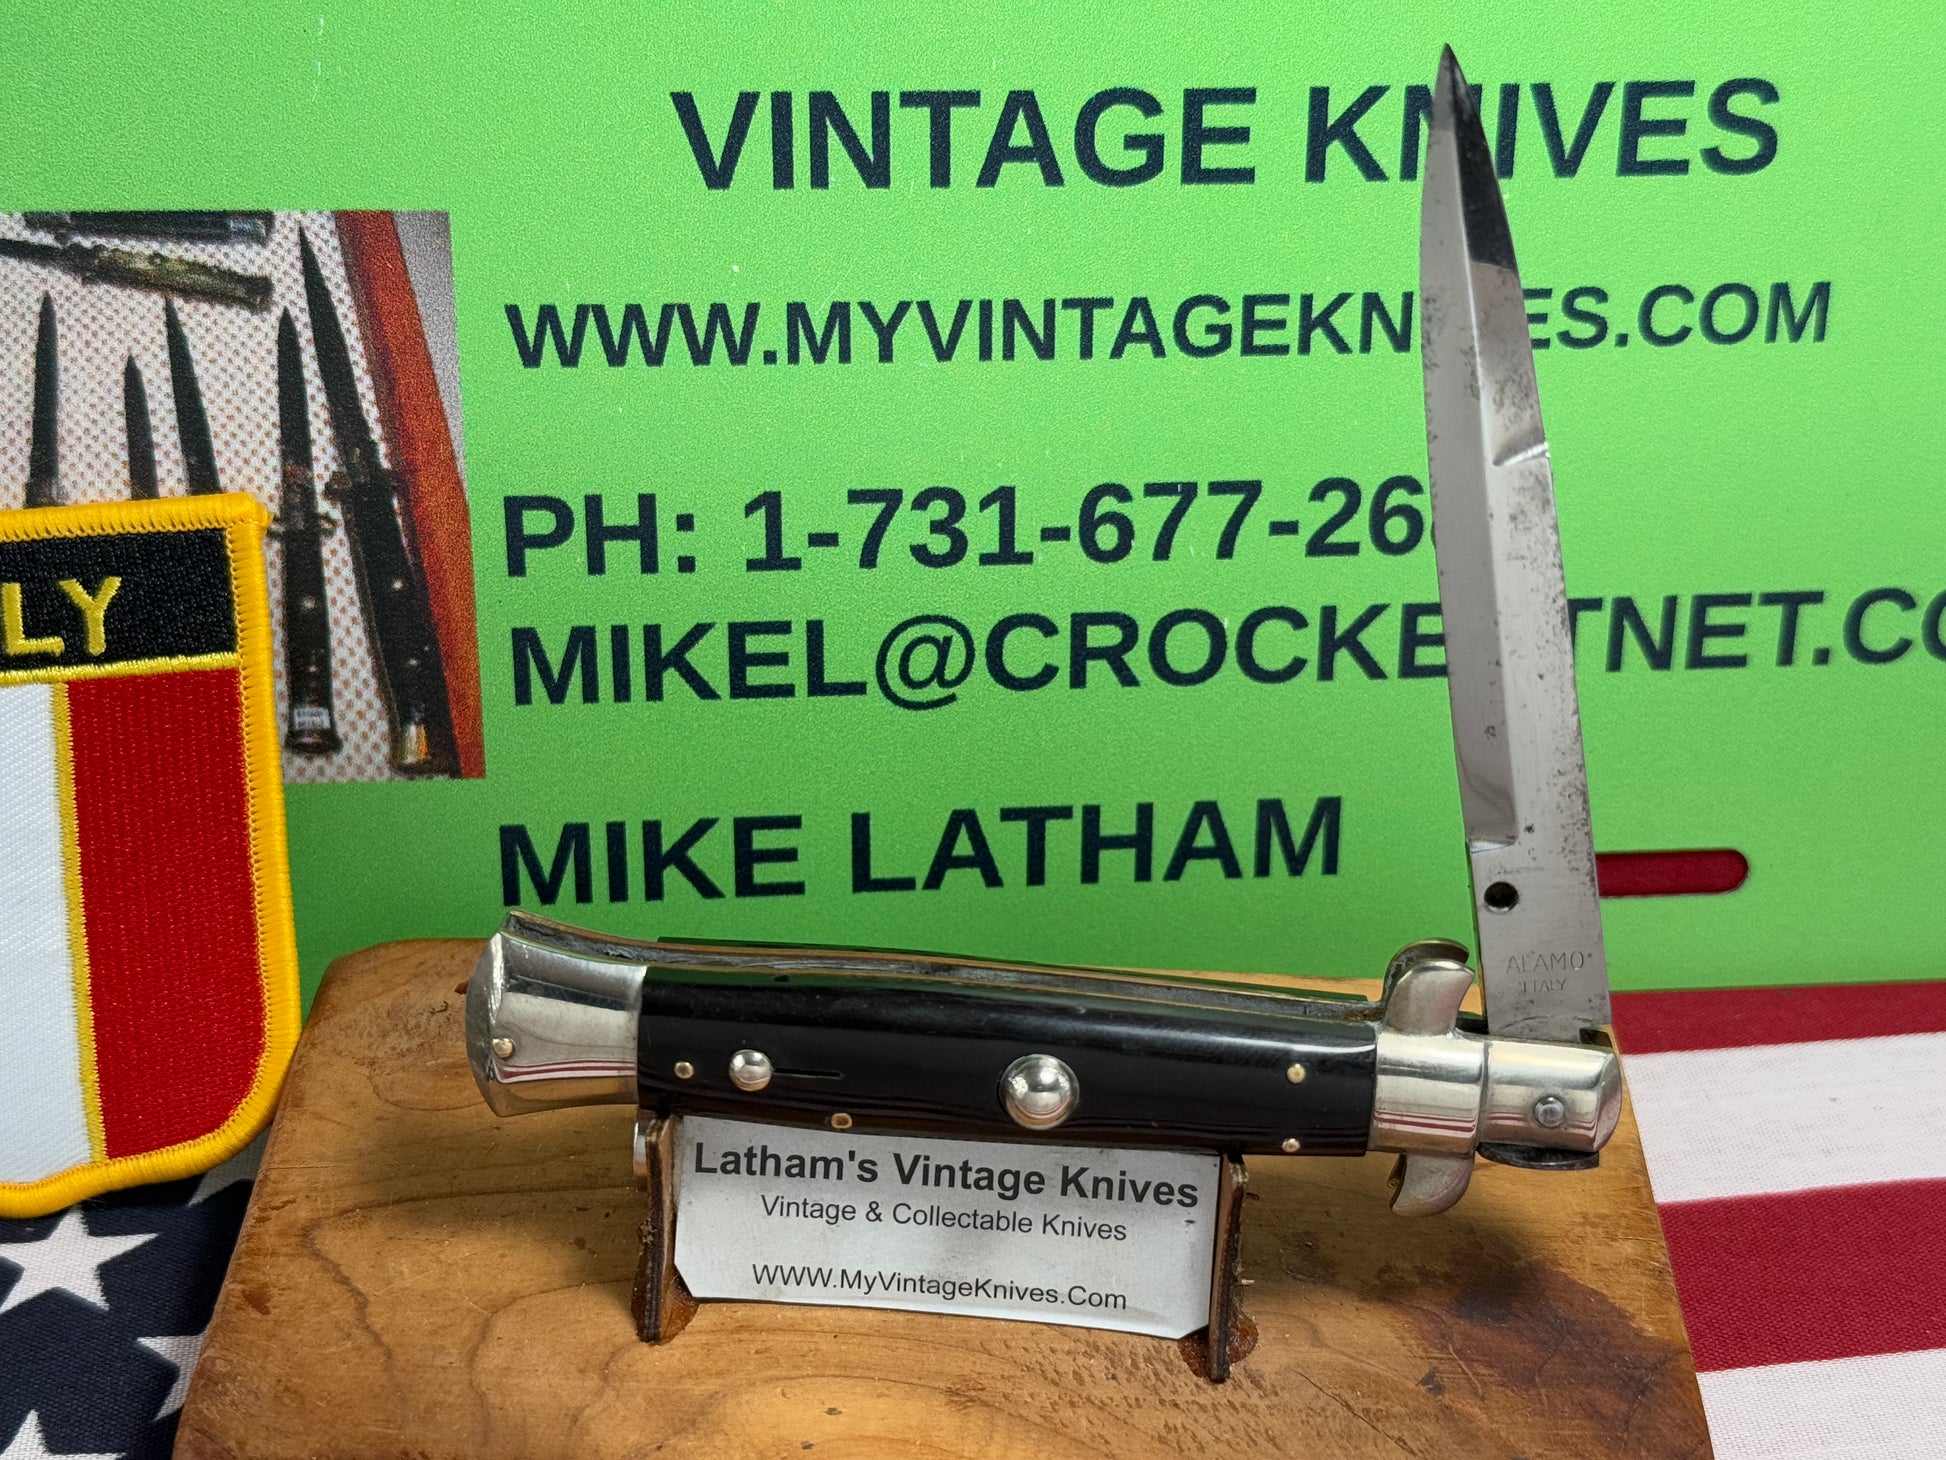 VINTAGE KNIVES
WWW.MYVINTAGEKN ES.COM
PH: 1-731-677-26
MIKEL@CROCKE TNET.CO
LY
MIKE LATHAM
ALAMO
ITALY
Latham's Vintage Knives
Vintage & Collectable Knives
WWW.MyVintageKnives.Com